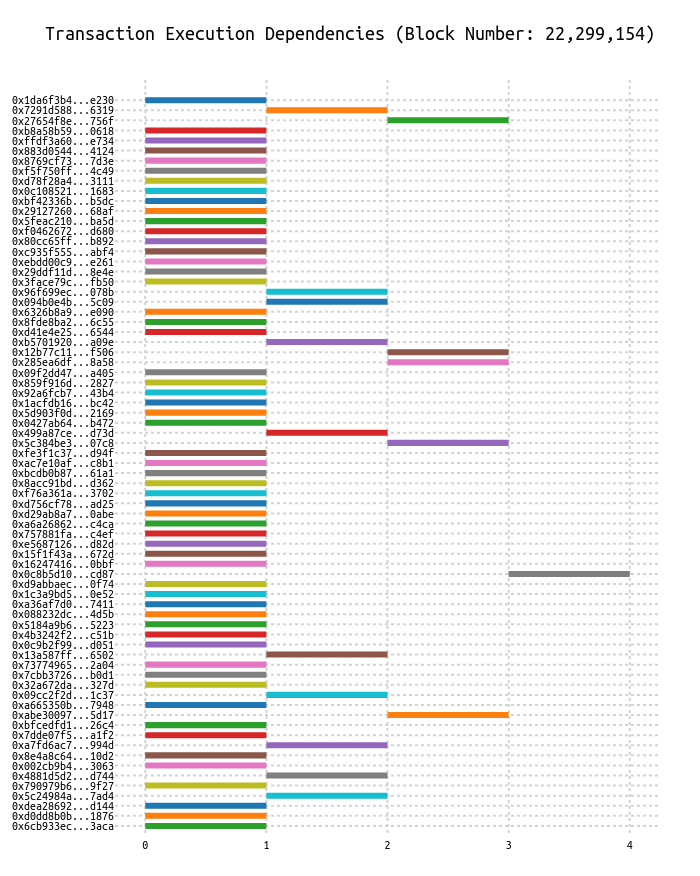 Transaction Execution Dependencies (Block Number: 22,299,154)
0x1da6f3b4...e230
0x7291d588...6319
0x27654f8e...756f
0xb8a58b59...0618
0xffdf3a60...e734
0x883d0544...4124
0x8769cf73...7d3e
0xf5f750ff...4c49
0xd78f28a4...3111
0x0c108521...1683
0xbf42336b...b5dc
0x29127260...68af
0x5feac210...ba5d
0xf0462672...d680
0x80cc65ff...b892
0xc935f555...abf4
0xebdd00c9...e261
0x29ddf11d...8e4e
0x3face79c...fb50
0x96f699ec...078b
0x094b0e4b...5c09
0x6326b8a9...e090
0x8fde8ba2...6c55
0xd41e4e25...6544
0xb5701920...a09e
0x12b77c11...f506
0x285ea6df...8a58
0x09f2dd47...a405
0x859f916d...2827
0x92a6fcb7...43b4
0x1acfdb16...bc42
0x5d903f0d...2169
0x0427ab64...b472
0x499a87ce...d73d
0x5c384be3...07c8
0xfe3f1c37...d94f
0xac7e10af...c8b1
0xbcdb0b87...61a1
0x8acc91bd...d362
0xf76a361a...3702
0xd756cf78...ad25
0xd29ab8a7...0abe
0xa6a26862...c4ca
0x757881fa...c4ef
0xe5687126...d82d
0x15f1f43a...672d
0x16247416...0bbf
0x0c8b5d10...cd87
0xd9abbaec...0f74
0x1c3a9bd5...0e52
0xa36af7d0...7411
0x088232dc...4d5b
0x5184a9b6...5223
0x4b3242f2...c51b
0x0c9b2f99...d051
0x13a587ff...6502
0x73774965...2a04
0x7cbb3726...b0d1
0x32a672da...327d
0x09cc2f2d...1c37
0xa665350b...7948
0xabe30097...5d17
0xbfcedfd1...26c4
0x7dde07f5...a1f2
0xa7fd6ac7...994d
0x8e4a8c64...10d2
0x002cb9b4...3063
0x4881d5d2...d744
0x790979b6...9f27
0x5c24984a...7ad4
0xdea28692...d144
0xd0dd8b0b...1876
0x6cb933ec...3aca
0 1 2 3 4